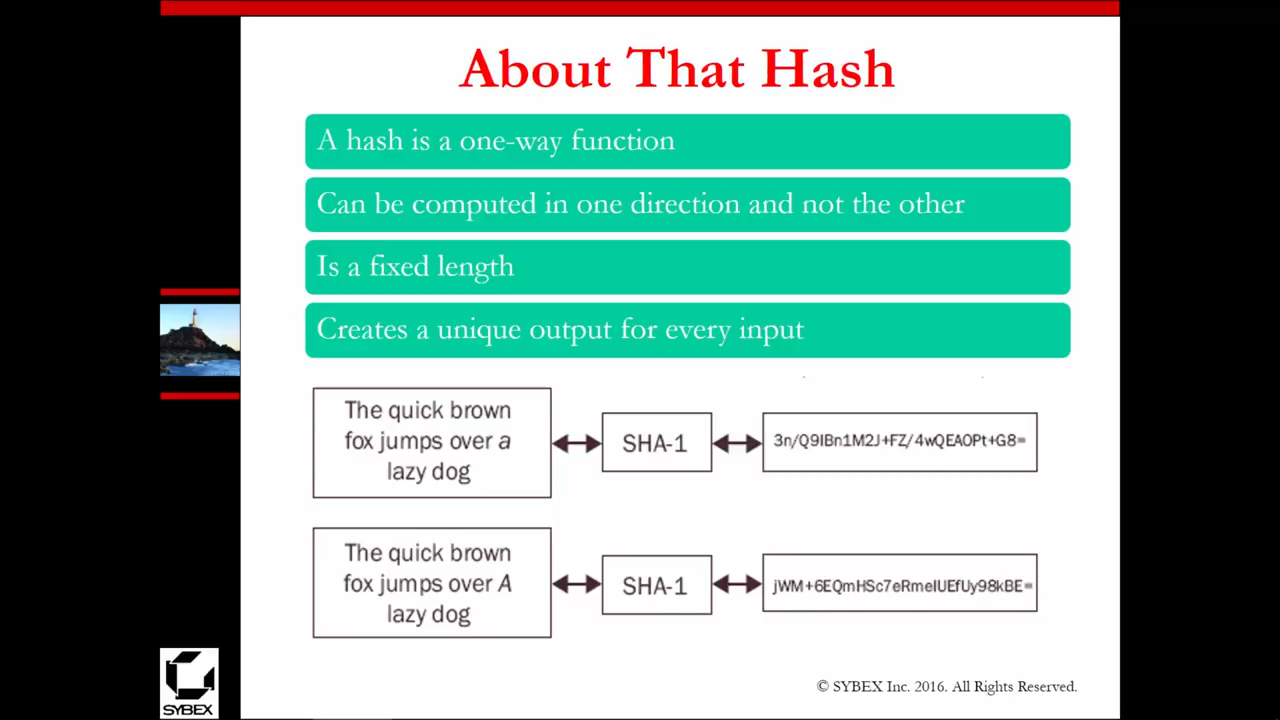 About That Hash
A hash is a one-way function
Can be computed in one direction and not the other
Is a fixed length
Creates a unique output for every input
The quick brown
fox jumps over a
lazy dog
SHA-1
3n/Q9IBn1M2J+FZ/4wQEAOPt+G8=
The quick brown
fox jumps over A
lazy dog
SHA-1
jWM+6EQmHSc7eRmeIUEfUy98kBE=
© SYBEX Inc. 2016. All Rights Reserved.
SYBEX